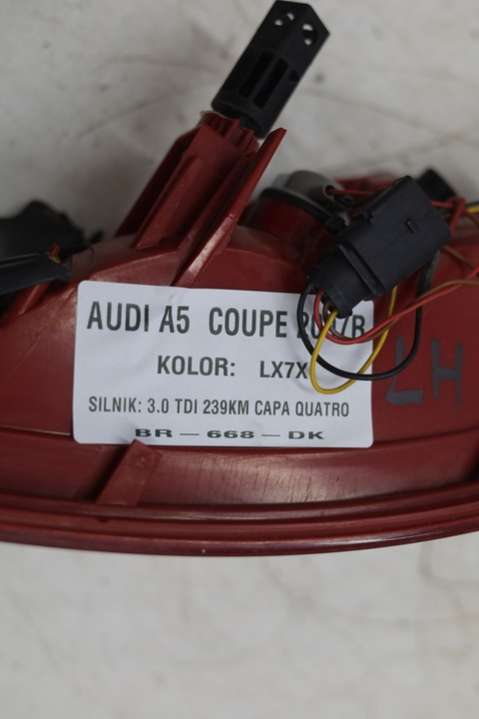 AUDI A5 COUPE
KOLOR: LX7X
SILNIK: 3.0 TDI 239KM CAPA QUATRO
BR-668-DK
LH